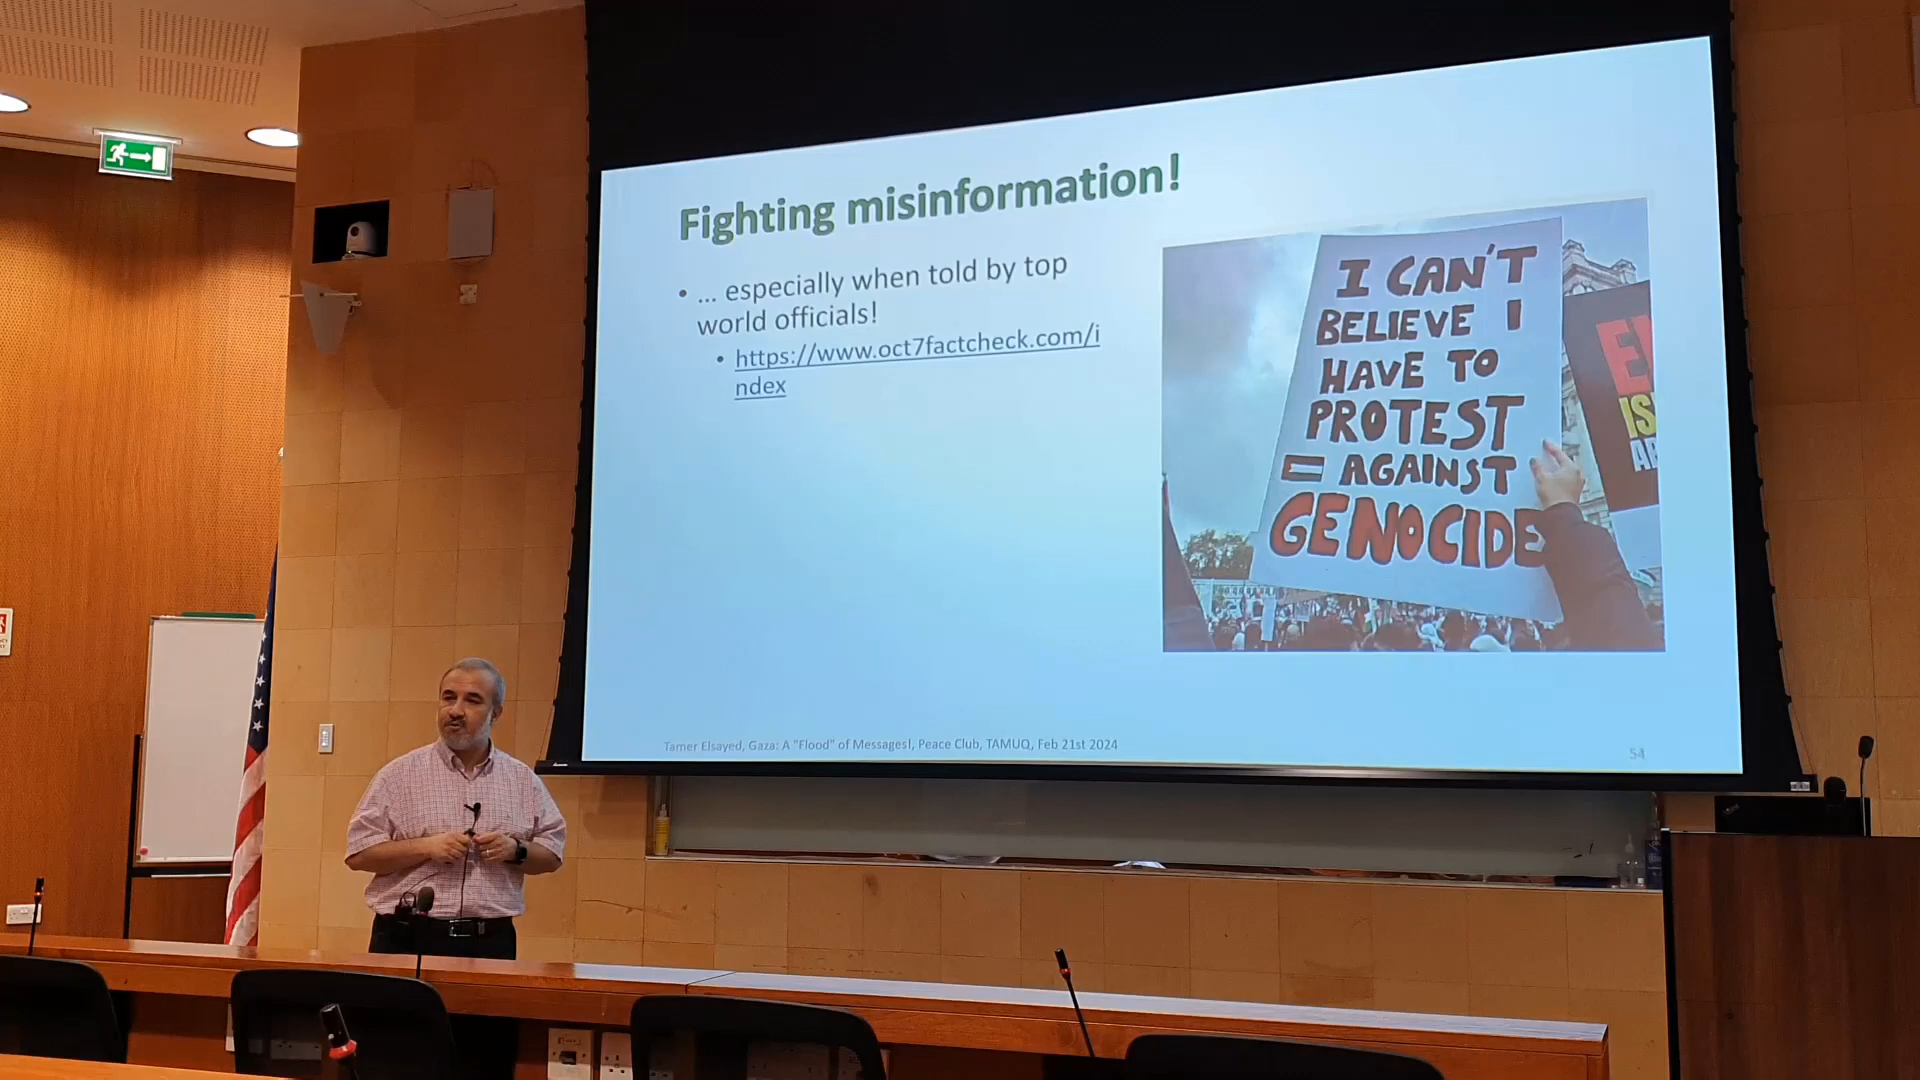 Fighting misinformation!
• ... especially when told by top
world officials!
• https://www.oct7factcheck.com/i
ndex
I CAN'T
BELIEVE I
HAVE TO
PROTEST
AGAINST
GENOCIDE
IS
Tamer Elsayed, Gaza: A "Flood" of Messages!, Peace Club, TAMUQ, Feb 21st 2024
54